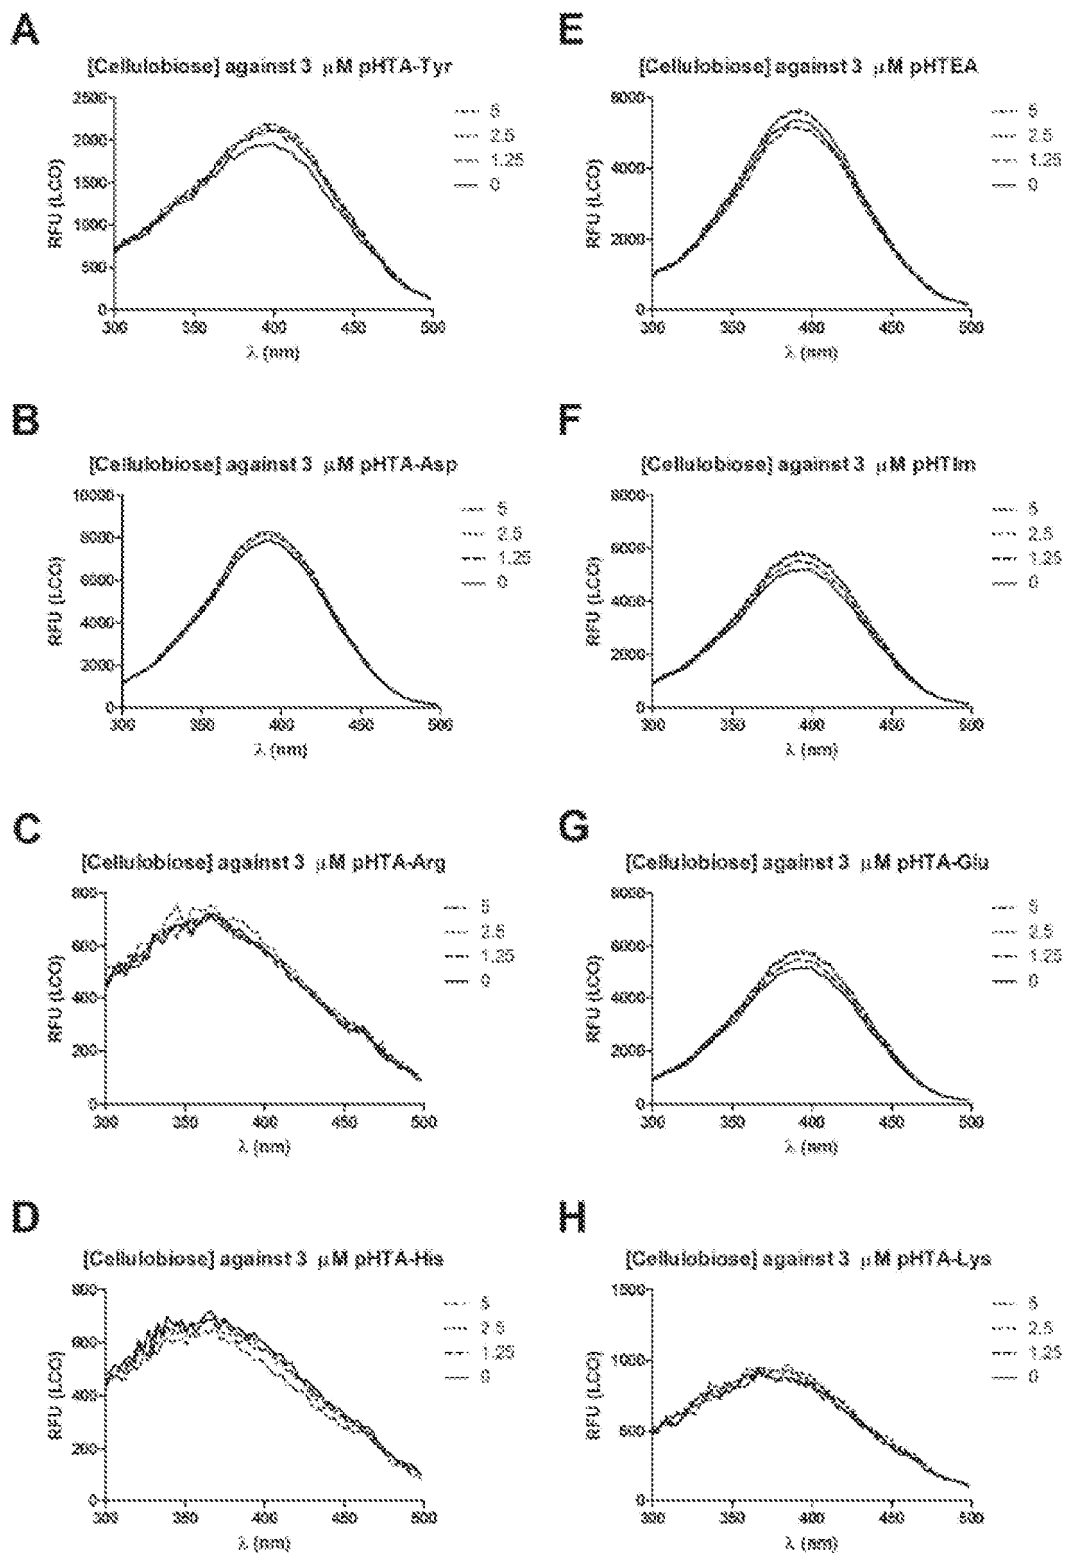 A
[Cellulobiose] against 3 μM pHTA-Tyr
2500
2000
1500
1000
500
0
300 350 400 450 500
RFU (LCO)
λ (nm)
5
2.5
1.25
0
E
[Cellulobiose] against 3 μM pHTEA
6000
4000
2000
0
300 350 400 450 500
RFU (LCO)
λ (nm)
5
2.5
1.25
0
B
[Cellulobiose] against 3 μM pHTA-Asp
10000
8000
6000
4000
2000
0
300 350 400 450 500
RFU (LCO)
λ (nm)
5
2.5
1.25
0
F
[Cellulobiose] against 3 μM pHTIm
8000
6000
4000
2000
0
300 350 400 450 500
RFU (LCO)
λ (nm)
5
2.5
1.25
0
C
[Cellulobiose] against 3 μM pHTA-Arg
800
600
400
200
0
300 350 400 450 500
RFU (LCO)
λ (nm)
5
2.5
1.25
0
G
[Cellulobiose] against 3 μM pHTA-Glu
8000
6000
4000
2000
0
300 350 400 450 500
RFU (LCO)
λ (nm)
5
2.5
1.25
0
D
[Cellulobiose] against 3 μM pHTA-His
800
600
400
200
0
300 350 400 450 500
RFU (LCO)
λ (nm)
5
2.5
1.25
0
H
[Cellulobiose] against 3 μM pHTA-Lys
1500
1000
500
0
300 350 400 450 500
RFU (LCO)
λ (nm)
5
2.5
1.25
0